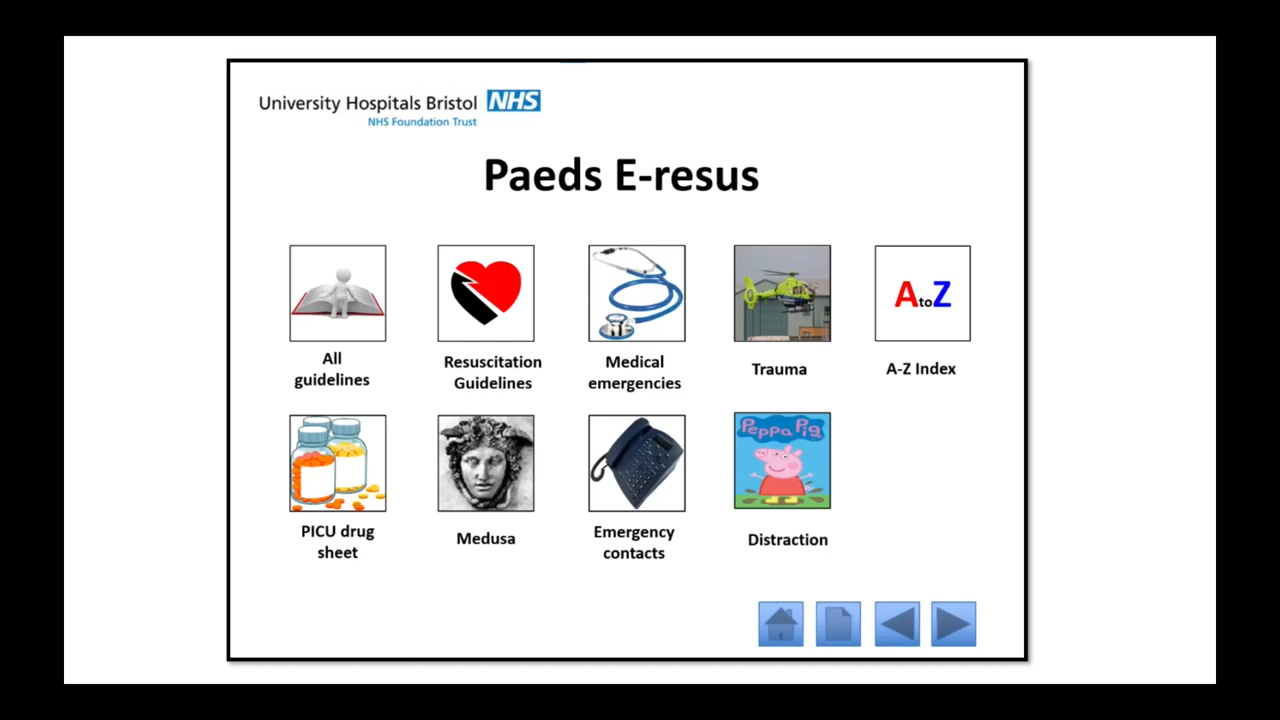 University Hospitals Bristol NHS
NHS Foundation Trust
Paeds E-resus
All
guidelines
Resuscitation
Guidelines
Medical
emergencies
Trauma
AtoZ
A-Z Index
PICU drug
sheet
Medusa
Emergency
contacts
Peppa Pig
Distraction